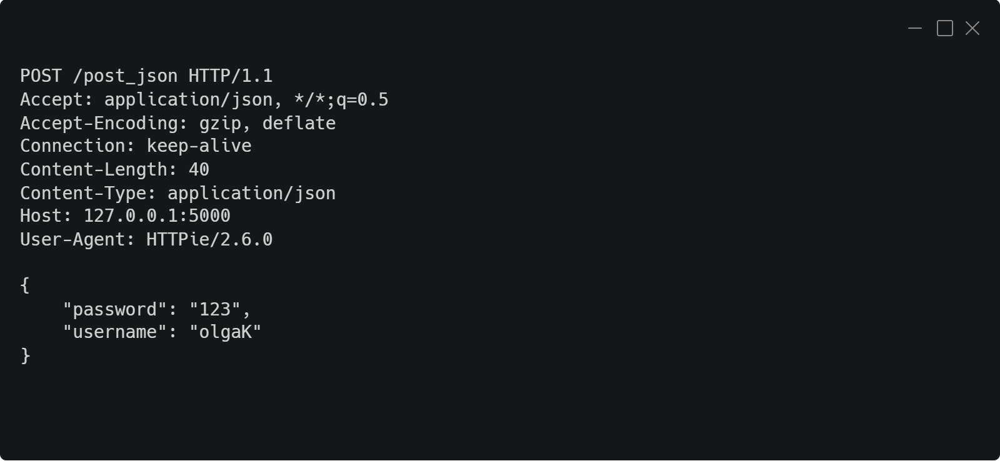 POST /post_json HTTP/1.1
Accept: application/json, */*;q=0.5
Accept-Encoding: gzip, deflate
Connection: keep-alive
Content-Length: 40
Content-Type: application/json
Host: 127.0.0.1:5000
User-Agent: HTTPie/2.6.0

{
    "password": "123",
    "username": "olgaK"
}